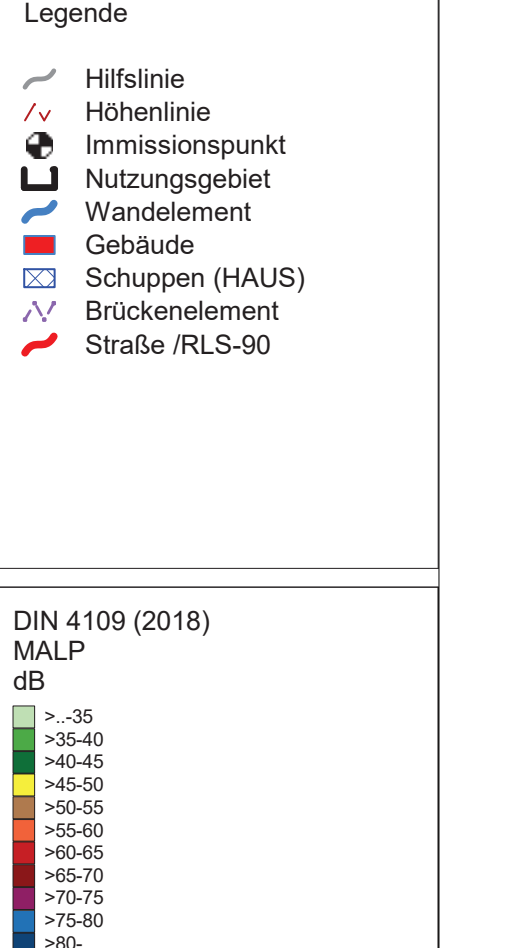 Legende
Hilfslinie
Höhenlinie
Immissionspunkt
Nutzungsgebiet
Wandelement
Gebäude
Schuppen (HAUS)
Brückenelement
Straße /RLS-90
DIN 4109 (2018)
MALP
dB
>..-35
>35-40
>40-45
>45-50
>50-55
>55-60
>60-65
>65-70
>70-75
>75-80
>80-